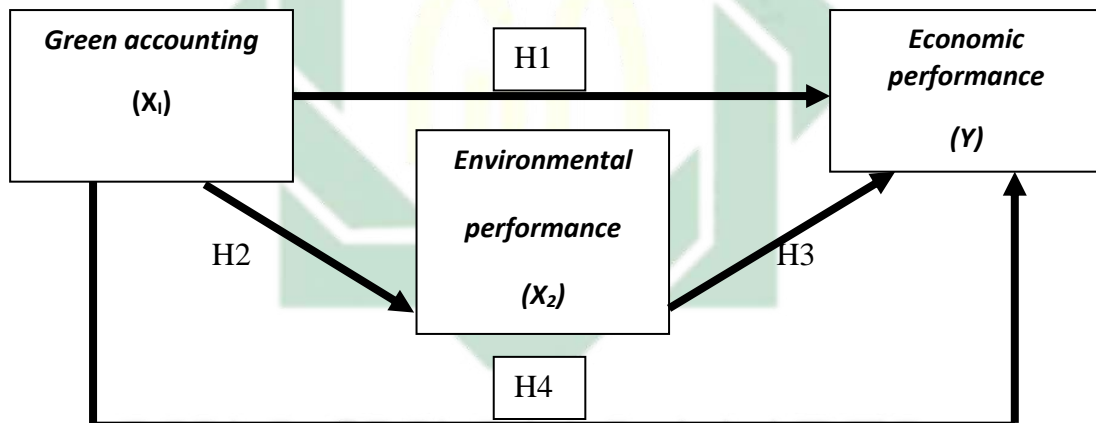 Green accounting
(X₁)
H1
Economic
performance
(Y)
Environmental
performance
(X₂)
H2
H3
H4